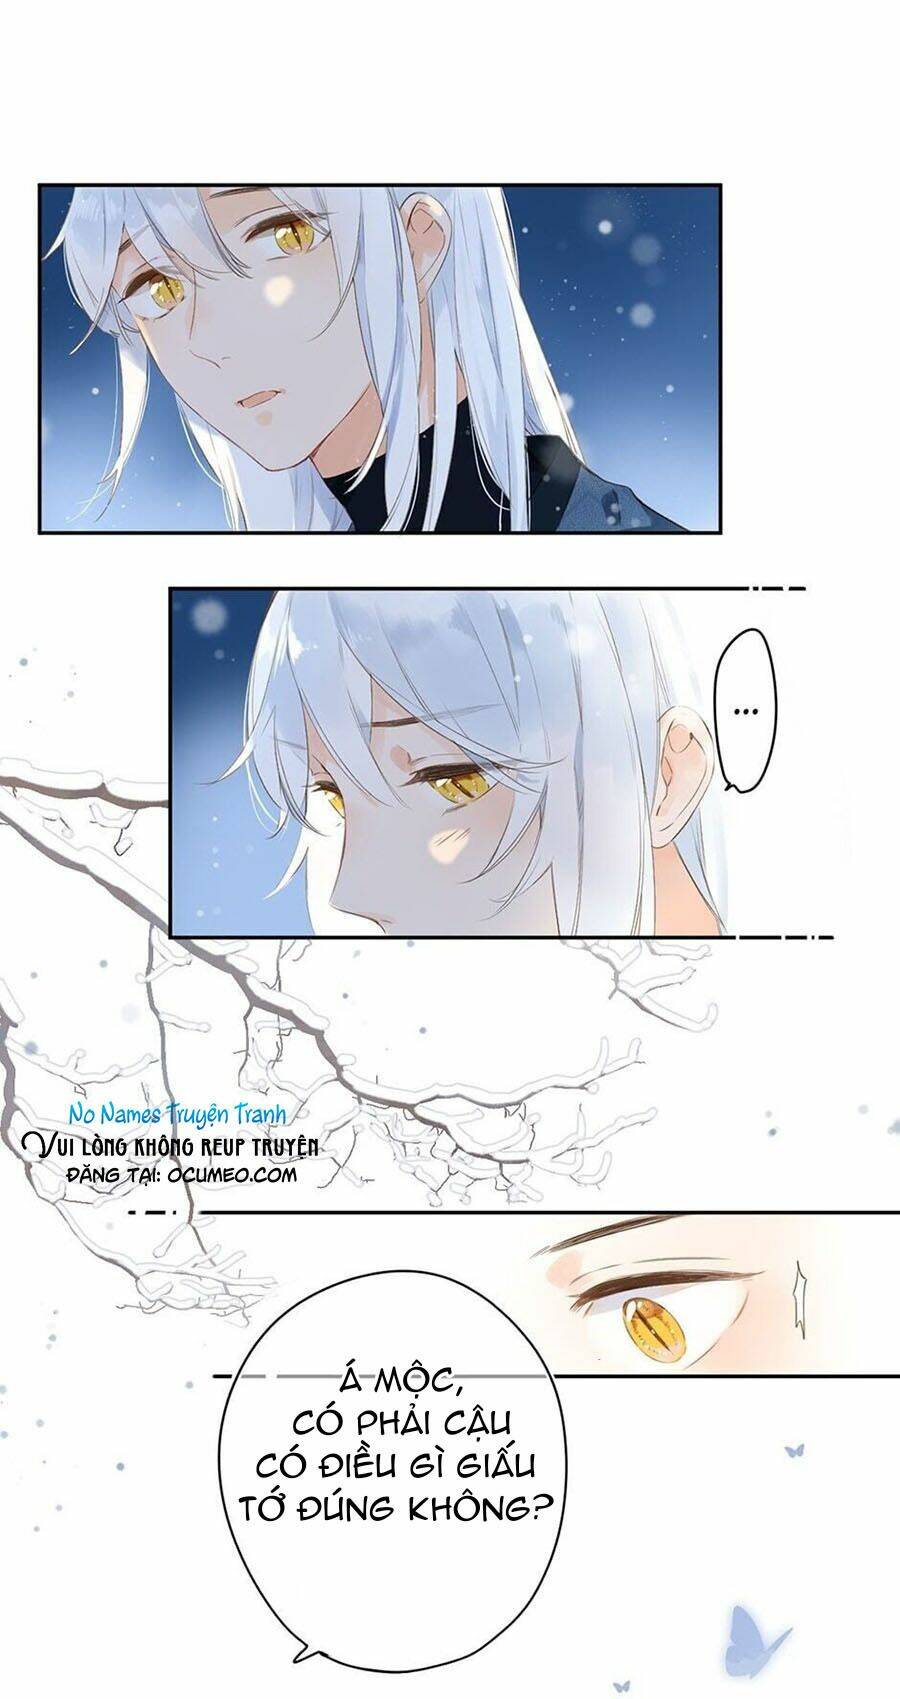 ...
No Names Truyện Tranh
VUI LÒNG KHÔNG REUP TRUYỆN
ĐĂNG TẠI: OCUMEO.COM
Á MỘC,
CÓ PHẢI CẬU
CÓ ĐIỀU GÌ GIẤU
TỚ ĐÚNG KHÔNG?